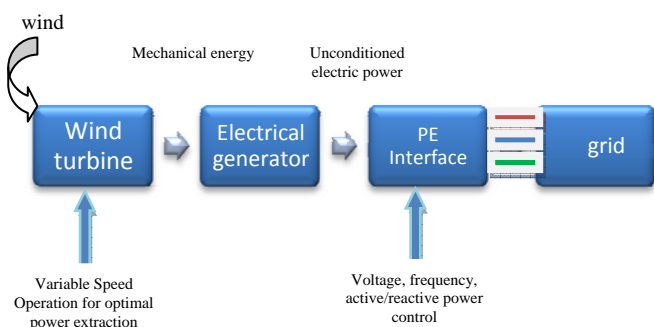 wind
Mechanical energy
Unconditioned
electric power
Wind
turbine
Electrical
generator
PE
Interface
grid
Variable Speed
Operation for optimal
power extraction
Voltage, frequency,
active/reactive power
control